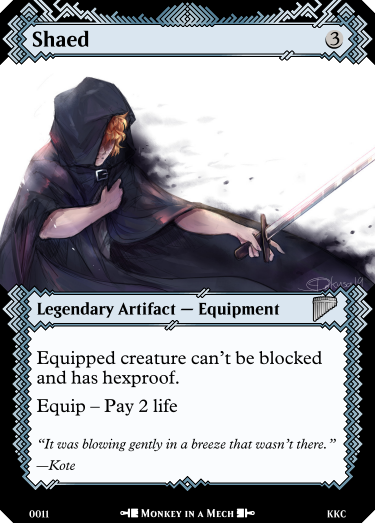 Shaed 3
Legendary Artifact — Equipment
Equipped creature can't be blocked
and has hexproof.
Equip – Pay 2 life
“It was blowing gently in a breeze that wasn't there.”
—Kote
0011 Monkey in a Mech KKC